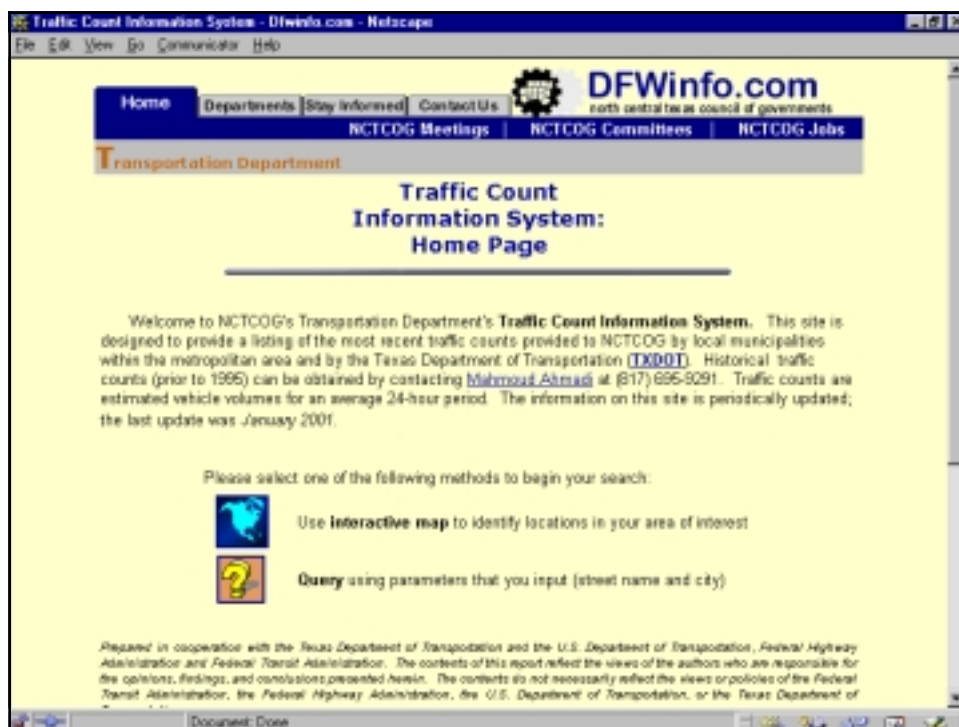 Traffic Count Information System - Dfwinfo.com - Netscape
File Edit View Go Communicator Help
DFWinfo.com
north central texas council of governments
Home Departments Stay Informed Contact Us
NCTCOG Meetings | NCTCOG Committees | NCTCOG Jobs
Transportation Department
Traffic Count
Information System:
Home Page
Welcome to NCTCOG's Transportation Department's Traffic Count Information System. This site is
designed to provide a listing of the most recent traffic counts provided to NCTCOG by local municipalities
within the metropolitan area and by the Texas Department of Transportation (TXDOT). Historical traffic
counts (prior to 1995) can be obtained by contacting Mahmoud Ahmadi at (817) 695-9291. Traffic counts are
estimated vehicle volumes for an average 24-hour period. The information on this site is periodically updated;
the last update was January 2001.
Please select one of the following methods to begin your search:
Use interactive map to identify locations in your area of interest
Query using parameters that you input (street name and city)
Prepared in cooperation with the Texas Department of Transportation and the U.S. Department of Transportation, Federal Highway
Administration and Federal Transit Administration. The contents of this report reflect the views of the authors who are responsible for
the opinions, findings, and conclusions presented herein. The contents do not necessarily reflect the views or policies of the Federal
Transit Administration, the Federal Highway Administration, the U.S. Department of Transportation, or the Texas Department of
Document: Done